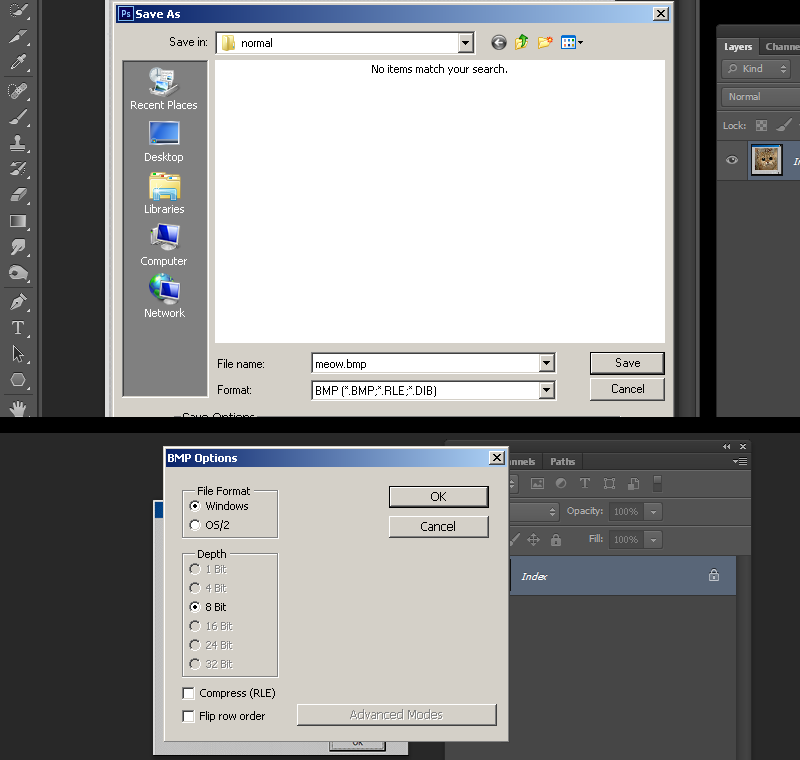 Ps Save As
Save in: normal
No items match your search.
Recent Places
Desktop
Libraries
Computer
Network
File name: meow.bmp
Save
Format: BMP (*.BMP;*.RLE;*.DIB)
Cancel
Save Options
Layers Channe
Kind
Normal
Lock:
In
T
BMP Options
File Format
Windows
OS/2
OK
Cancel
Depth
1 Bit
4 Bit
8 Bit
16 Bit
24 Bit
32 Bit
Compress (RLE)
Flip row order
Advanced Modes
OK
nnels Paths
T
Opacity: 100%
Fill: 100%
Index